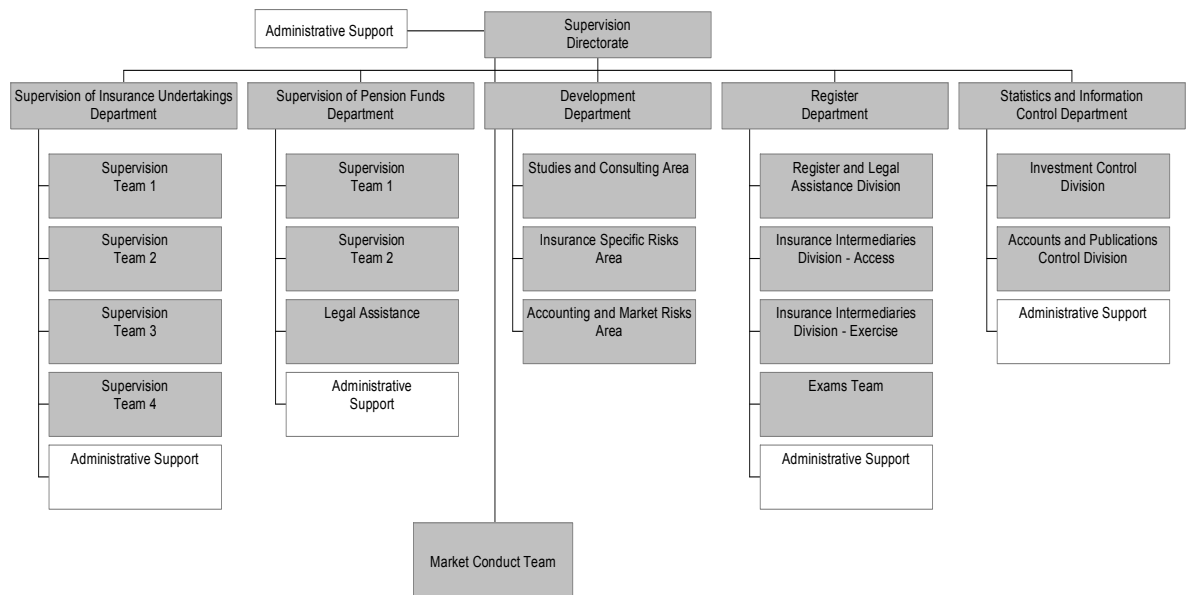 Administrative Support
Supervision
Directorate
Supervision of Insurance Undertakings
Department
Supervision of Pension Funds
Department
Development
Department
Register
Department
Statistics and Information
Control Department
Supervision
Team 1
Supervision
Team 2
Supervision
Team 3
Supervision
Team 4
Administrative Support
Supervision
Team 1
Supervision
Team 2
Legal Assistance
Administrative
Support
Studies and Consulting Area
Insurance Specific Risks
Area
Accounting and Market Risks
Area
Register and Legal
Assistance Division
Insurance Intermediaries
Division - Access
Insurance Intermediaries
Division - Exercise
Exams Team
Administrative Support
Investment Control
Division
Accounts and Publications
Control Division
Administrative Support
Market Conduct Team